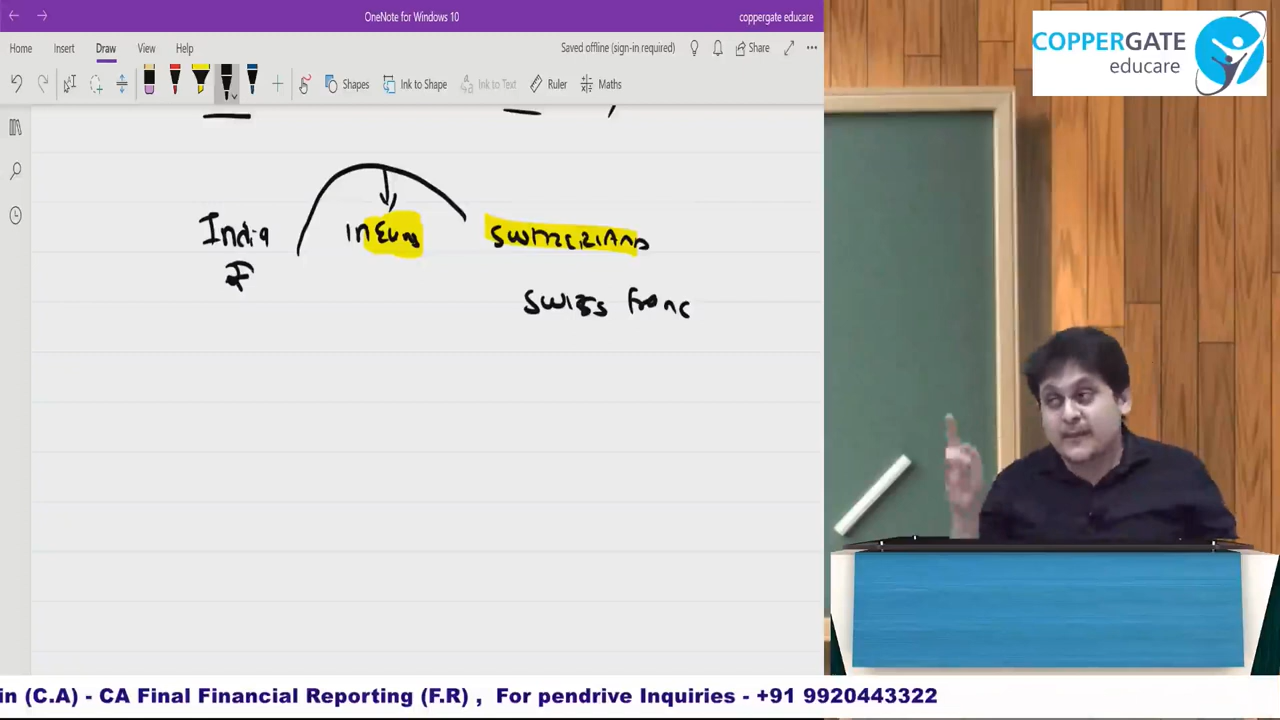 OneNote for Windows 10
coppergate educare
Home Insert Draw View Help
Saved offline (sign-in required)
Share
Shapes
Ink to Shape
Ink to Text
Ruler
Maths
COPPERGATE
educare
India
in Euro
SWITZERLAND
₹
Swiss Franc
in (C.A) - CA Final Financial Reporting (F.R) , For pendrive Inquiries - +91 9920443322